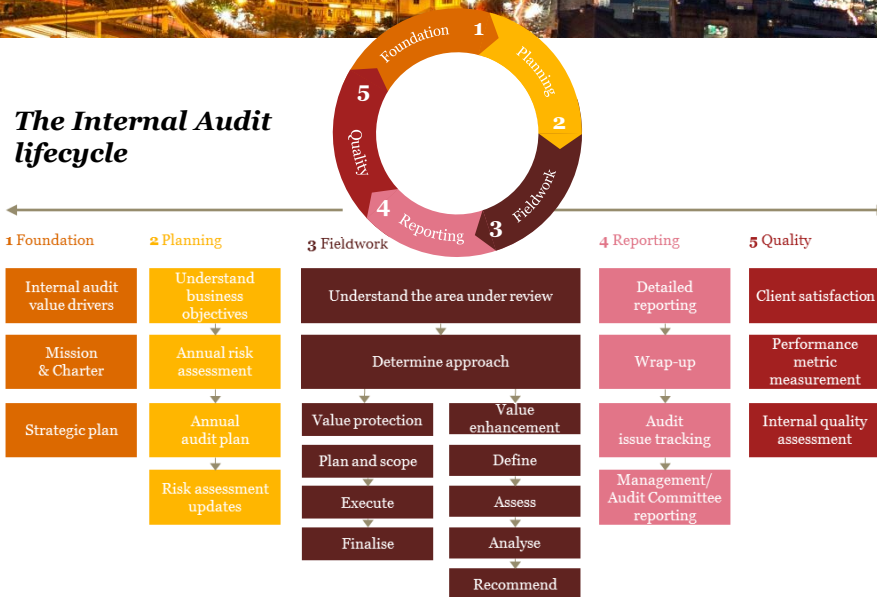 Foundation 1
Planning
2
Fieldwork
3
Reporting
4
Quality
5
The Internal Audit
lifecycle
1 Foundation
Internal audit
value drivers
Mission
& Charter
Strategic plan
2 Planning
Understand
business
objectives
Annual risk
assessment
Annual
audit plan
Risk assessment
updates
3 Fieldwork
Understand the area under review
Determine approach
Value protection
Plan and scope
Execute
Finalise
Value
enhancement
Define
Assess
Analyse
Recommend
4 Reporting
Detailed
reporting
Wrap-up
Audit
issue tracking
Management/
Audit Committee
reporting
5 Quality
Client satisfaction
Performance
metric
measurement
Internal quality
assessment